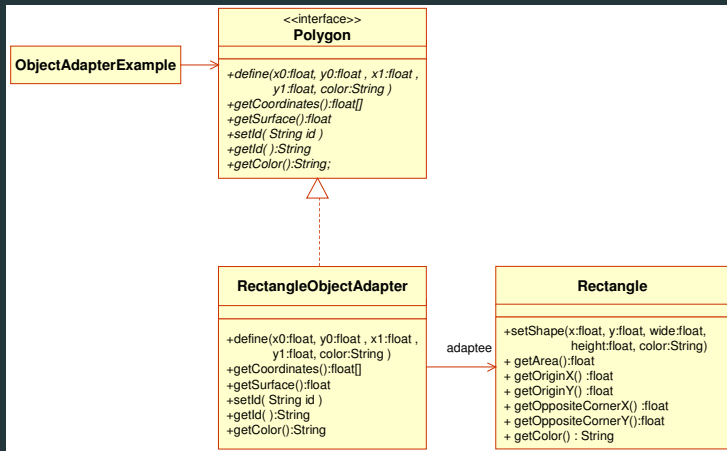 <<interface>>
Polygon
ObjectAdapterExample
+define(x0:float, y0:float , x1:float ,
y1:float, color:String )
+getCoordinates():float[]
+getSurface():float
+setId( String id )
+getId( ):String
+getColor():String;
RectangleObjectAdapter
+define(x0:float, y0:float , x1:float ,
y1:float, color:String )
+getCoordinates():float[]
+getSurface():float
+setId( String id )
+getId( ):String
+getColor():String
adaptee
Rectangle
+setShape(x:float, y:float, wide:float,
height:float, color:String)
+ getArea():float
+ getOriginX() :float
+ getOriginY() :float
+ getOppositeCornerX() :float
+ getOppositeCornerY():float
+ getColor() : String